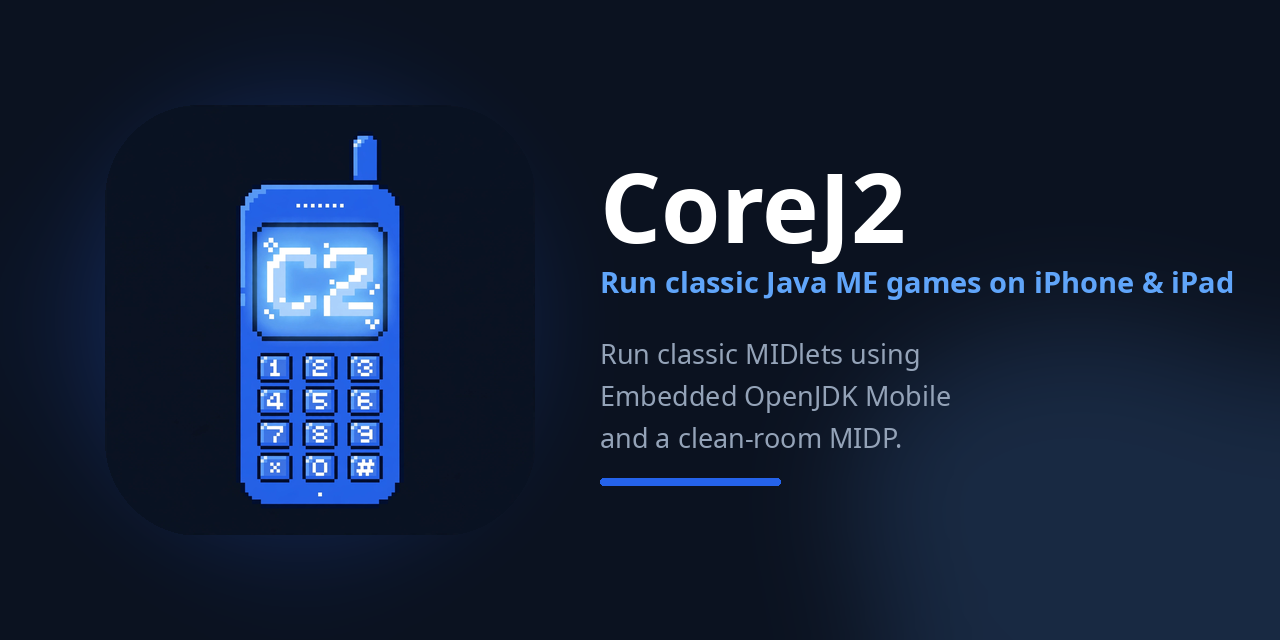 C2
1 2 3
4 5 6
7 8 9
× 0 #
CoreJ2
Run classic Java ME games on iPhone & iPad
Run classic MIDlets using
Embedded OpenJDK Mobile
and a clean-room MIDP.